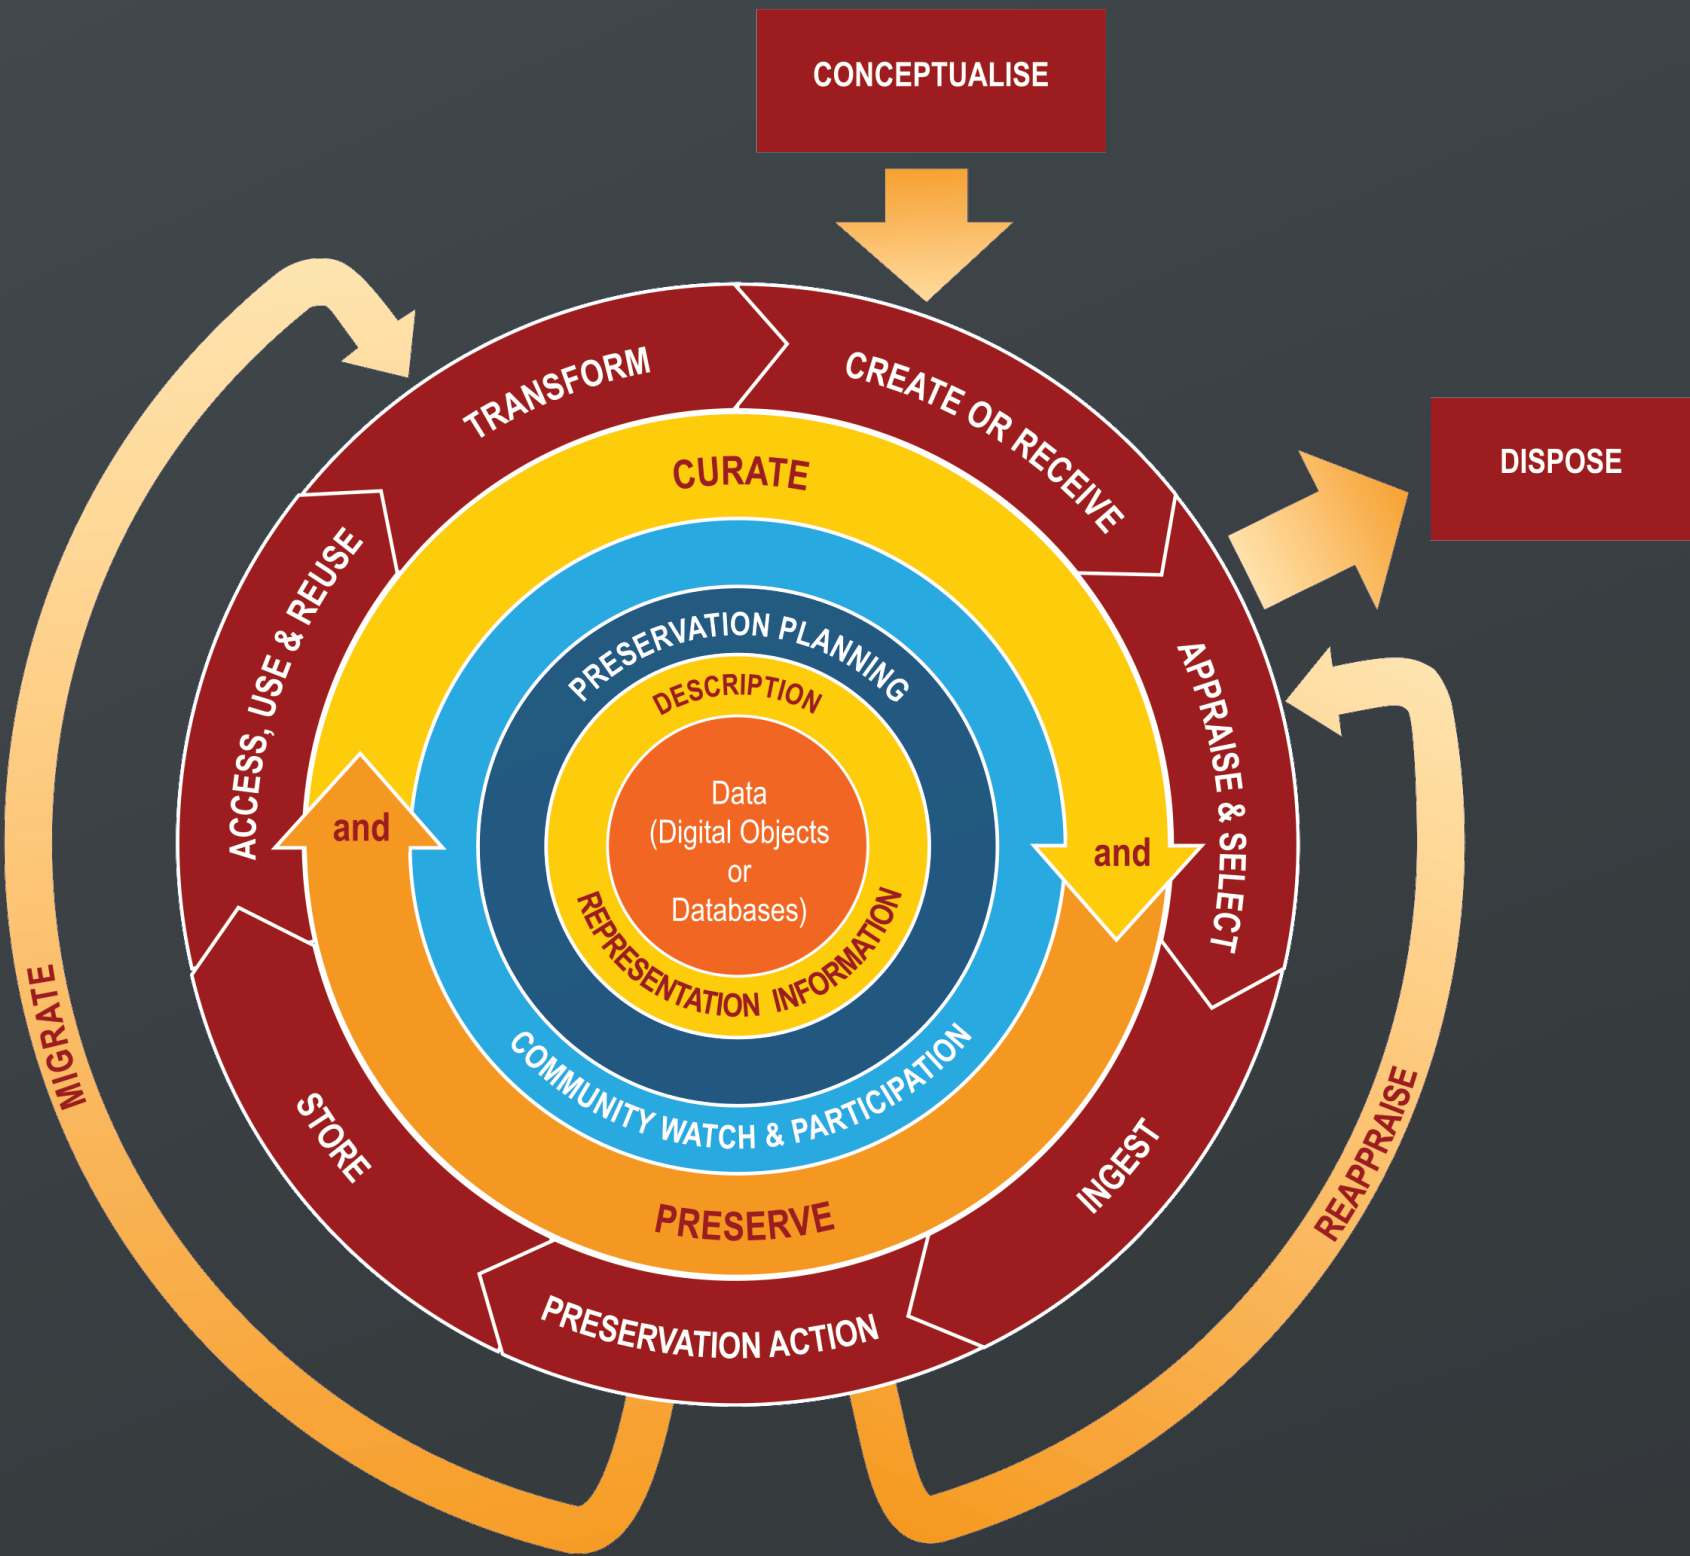 CONCEPTUALISE
DISPOSE
TRANSFORM
CREATE OR RECEIVE
APPRAISE & SELECT
INGEST
PRESERVATION ACTION
STORE
ACCESS, USE & REUSE
CURATE
and
PRESERVE
and
COMMUNITY WATCH & PARTICIPATION
PRESERVATION PLANNING
DESCRIPTION
REPRESENTATION INFORMATION
Data
(Digital Objects
or
Databases)
MIGRATE
REAPPRAISE